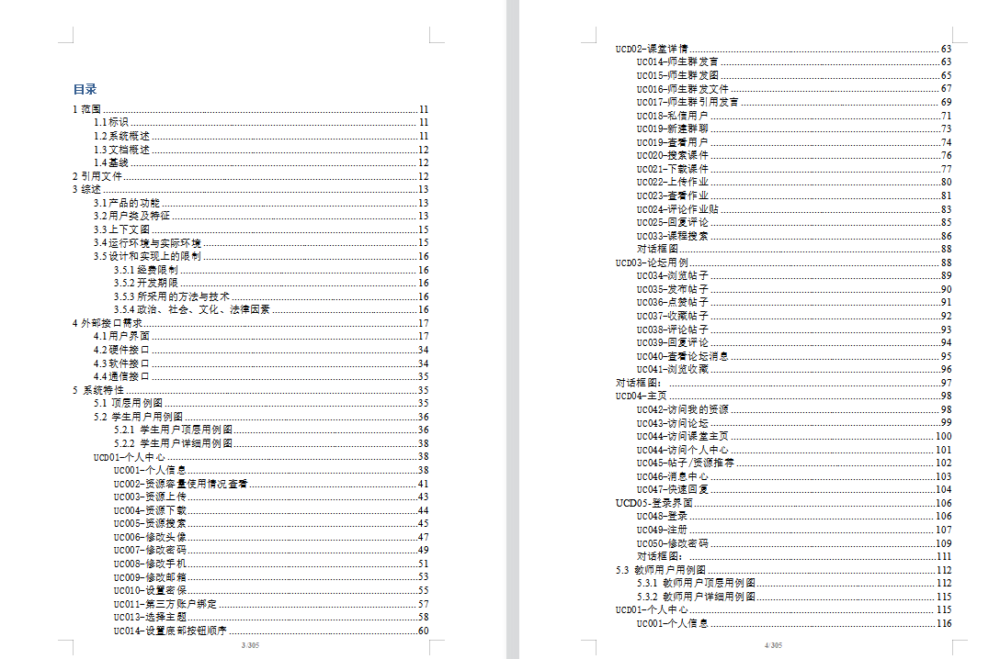 目录
1 范围 11
1.1标识 11
1.2系统概述 11
1.3文档概述 12
1.4基线 12
2 引用文件 12
3 综述 13
3.1产品的功能 13
3.2用户类及特征 13
3.3上下文图 15
3.4运行环境与实际环境 15
3.5设计和实现上的限制 16
3.5.1经费限制 16
3.5.2开发期限 16
3.5.3所采用的方法与技术 16
3.5.4政治、社会、文化、法律因素 16
4 外部接口需求 17
4.1用户界面 17
4.2硬件接口 34
4.3软件接口 34
4.4通信接口 35
5 系统特性 35
5.1 顶层用例图 35
5.2 学生用户用例图 36
5.2.1 学生用户顶层用例图 36
5.2.2 学生用户详细用例图 38
UCD01-个人中心 38
UC001-个人信息 38
UC002-资源容量使用情况查看 41
UC003-资源上传 43
UC004-资源下载 44
UC005-资源搜索 45
UC006-修改头像 47
UC007-修改密码 49
UC008-修改手机 51
UC009-修改邮箱 53
UC010-设置密保 55
UC011-第三方账户绑定 57
UC013-选择主题 58
UC014-设置底部按钮顺序 60
3/305
UCD02-课堂详情 63
UC014-师生群发言 63
UC015-师生群发图 65
UC016-师生群发文件 67
UC017-师生群引用发言 69
UC018-私信用户 71
UC019-新建群聊 73
UC019-查看用户 74
UC020-搜索课件 76
UC021-下载课件 77
UC022-上传作业 80
UC023-查看作业 81
UC024-评论作业贴 83
UC025-回复评论 85
UC033-课程搜索 86
对话框图 88
UCD03-论坛用例 88
UC034-浏览帖子 89
UC035-发布帖子 90
UC036-点赞帖子 91
UC037-收藏帖子 92
UC038-评论帖子 93
UC039-回复评论 94
UC040-查看论坛消息 95
UC041-浏览收藏 96
对话框图： 97
UCD04-主页 98
UC042-访问我的资源 98
UC043-访问论坛 99
UC044-访问课堂主页 100
UC044-访问个人中心 101
UC045-帖子/资源推荐 102
UC046-消息中心 103
UC047-快速回复 104
UCD05-登录界面 106
UC048-登录 106
UC049-注册 107
UC050-修改密码 109
对话框图： 111
5.3 教师用户用例图 112
5.3.1 教师用户顶层用例图 112
5.3.2 教师用户详细用例图 115
UCD01-个人中心 115
UC001-个人信息 116
4/305